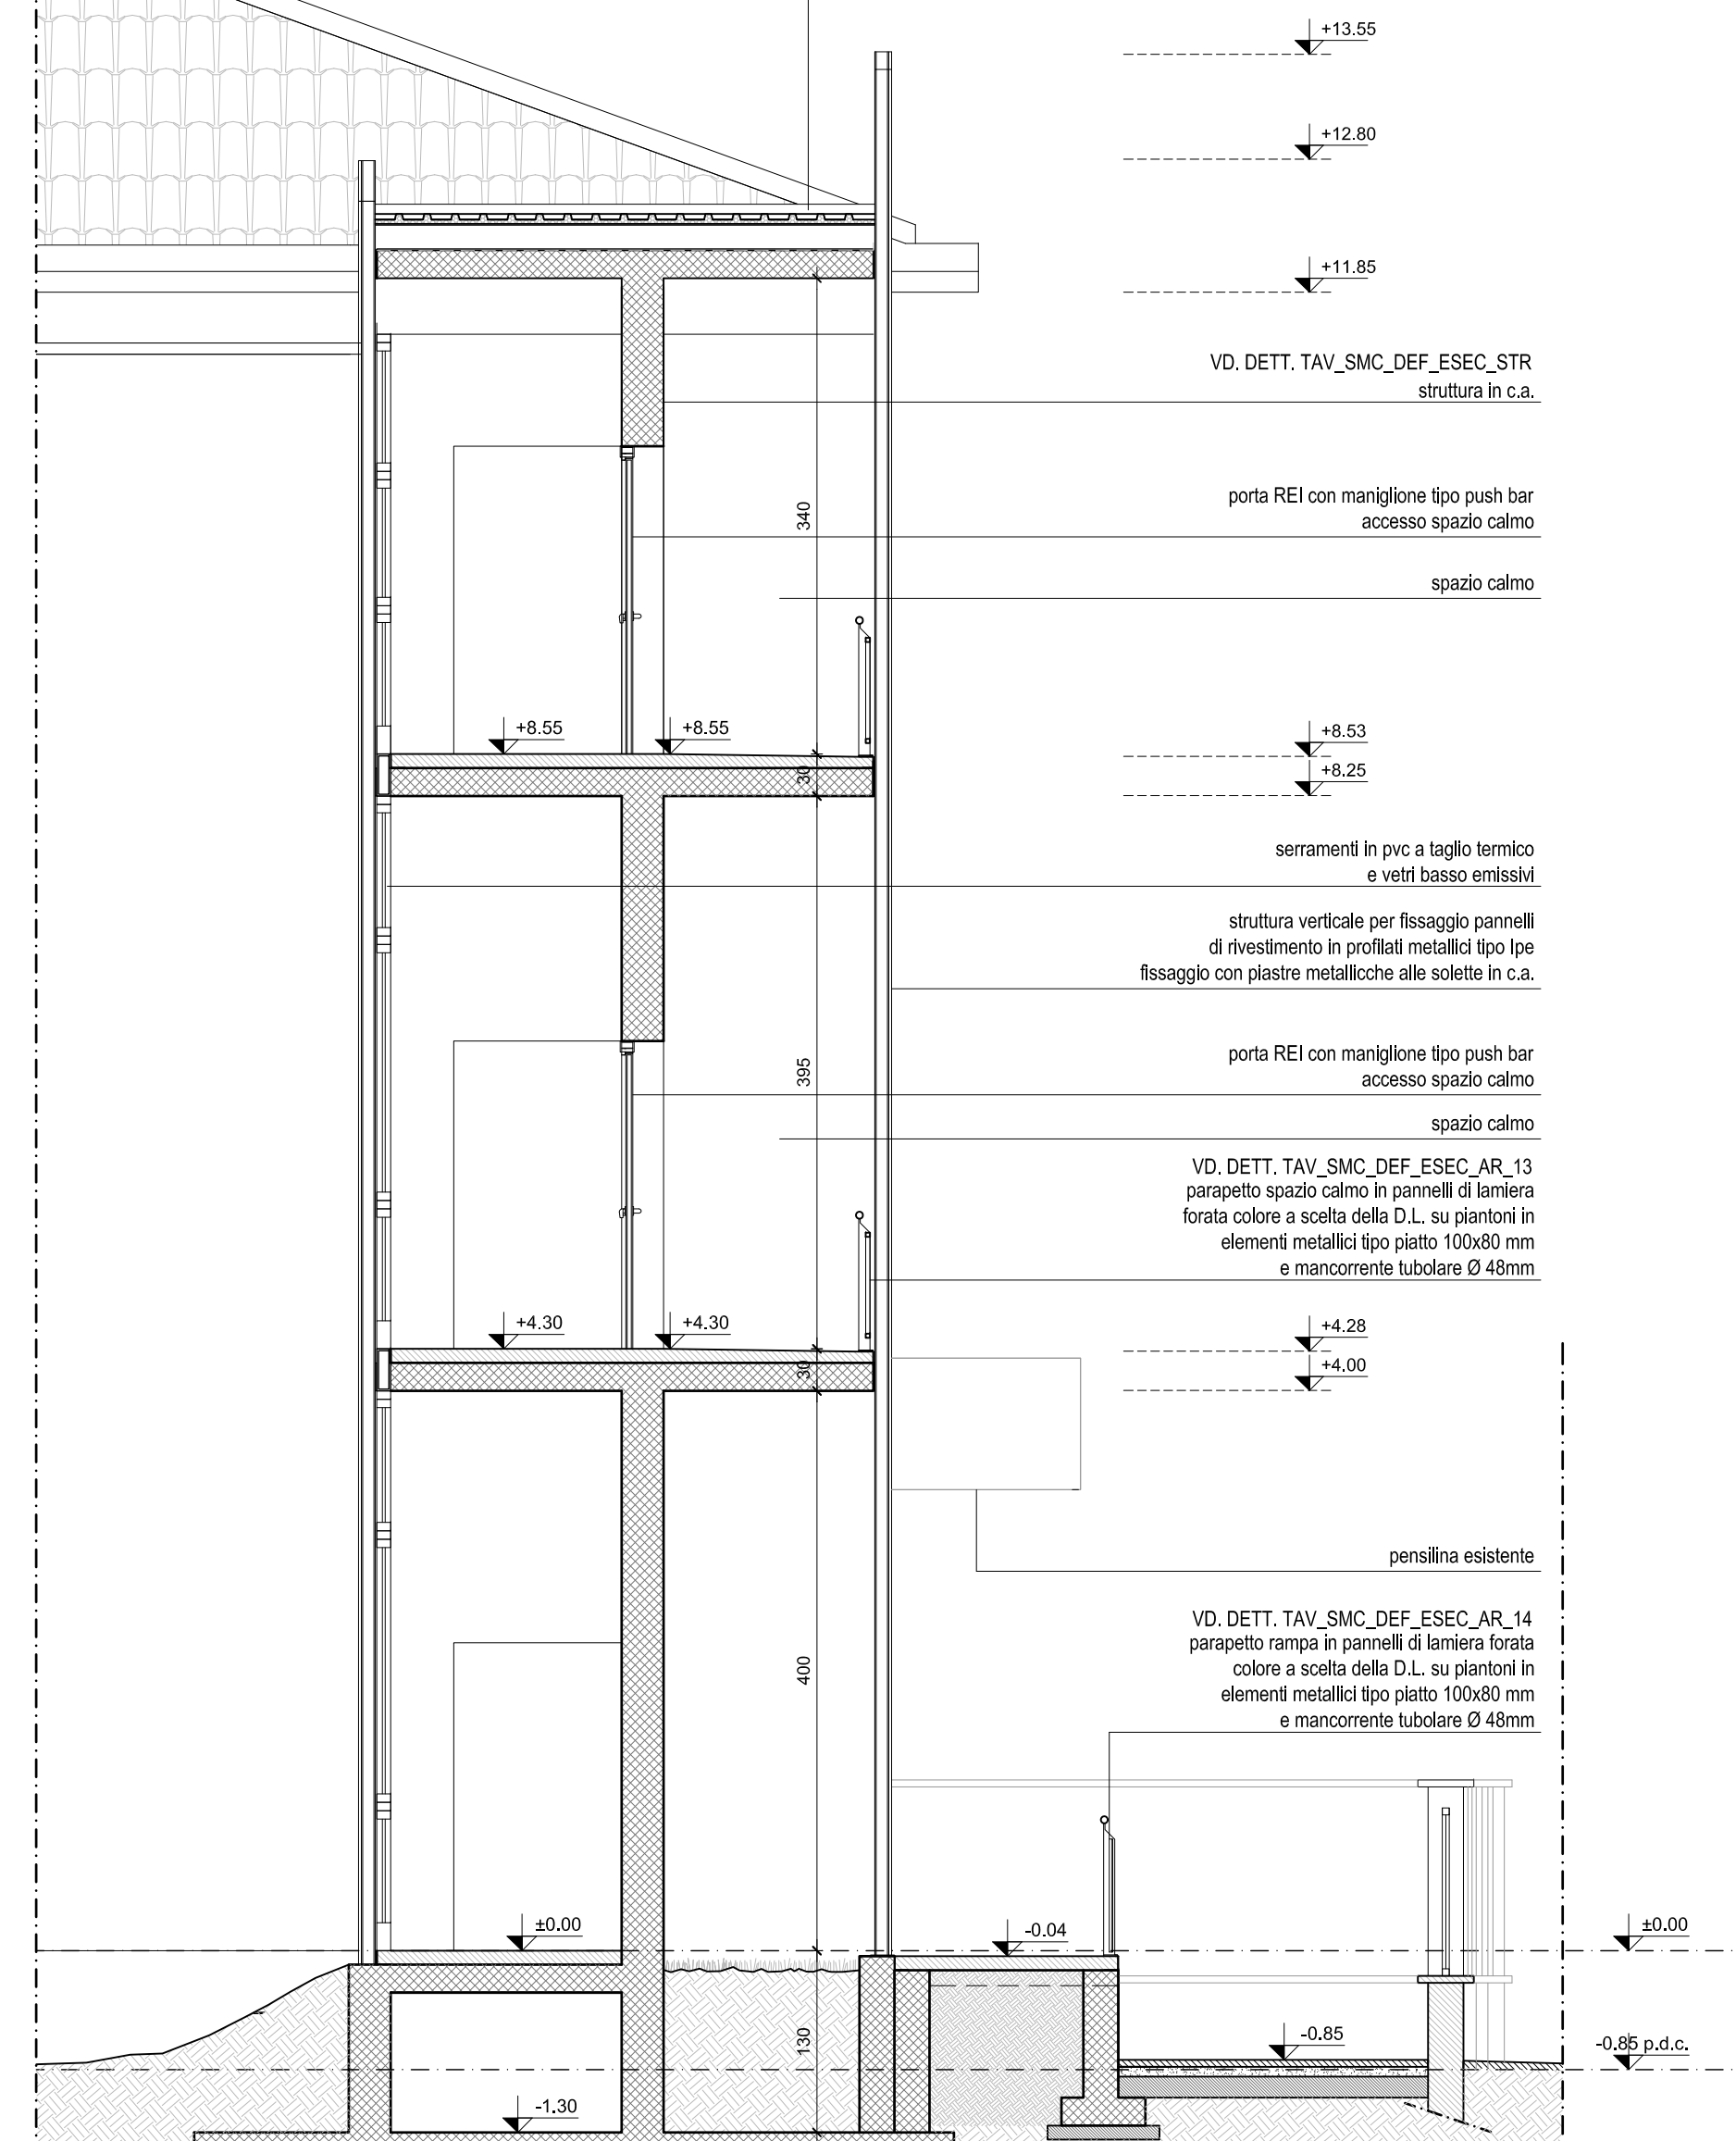 +13.55
+12.80
+11.85
VD. DETT. TAV_SMC_DEF_ESEC_STR
struttura in c.a.
porta REI con maniglione tipo push bar
accesso spazio calmo
340
spazio calmo
+8.55
+8.55
+8.53
30
+8.25
serramenti in pvc a taglio termico
e vetri basso emissivi
struttura verticale per fissaggio pannelli
di rivestimento in profilati metallici tipo Ipe
fissaggio con piastre metallicche alle solette in c.a.
porta REI con maniglione tipo push bar
accesso spazio calmo
395
spazio calmo
VD. DETT. TAV_SMC_DEF_ESEC_AR_13
parapetto spazio calmo in pannelli di lamiera
forata colore a scelta della D.L. su piantoni in
elementi metallici tipo piatto 100x80 mm
e mancorrente tubolare Ø 48mm
+4.30
+4.30
+4.28
30
+4.00
pensilina esistente
VD. DETT. TAV_SMC_DEF_ESEC_AR_14
parapetto rampa in pannelli di lamiera forata
colore a scelta della D.L. su piantoni in
elementi metallici tipo piatto 100x80 mm
e mancorrente tubolare Ø 48mm
400
±0.00
-0.04
±0.00
130
-0.85
-0.85 p.d.c.
-1.30